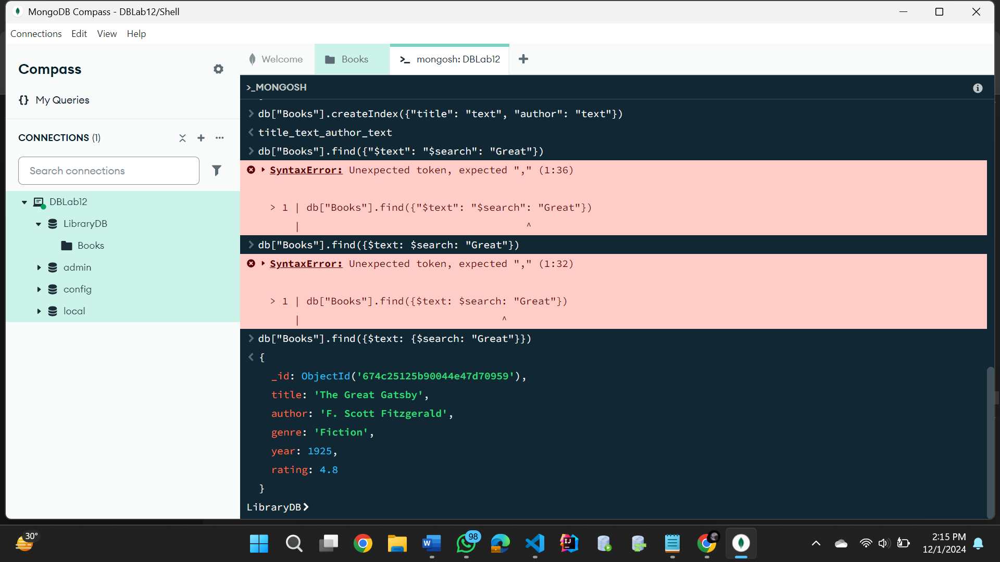 MongoDB Compass - DBLab12/Shell
Connections Edit View Help
Compass
{} My Queries
CONNECTIONS (1)
Search connections
DBLab12
LibraryDB
Books
admin
config
local
Welcome
Books
>_ mongosh: DBLab12
>_MONGOSH
> db["Books"].createIndex({"title": "text", "author": "text"})
< title_text_author_text
> db["Books"].find({"$text": "$search": "Great"})
SyntaxError: Unexpected token, expected "," (1:36)
> 1 | db["Books"].find({"$text": "$search": "Great"})
| ^
> db["Books"].find({$text: $search: "Great"})
SyntaxError: Unexpected token, expected "," (1:32)
> 1 | db["Books"].find({$text: $search: "Great"})
| ^
> db["Books"].find({$text: {$search: "Great"}})
< {
_id: ObjectId('674c25125b90044e47d70959'),
title: 'The Great Gatsby',
author: 'F. Scott Fitzgerald',
genre: 'Fiction',
year: 1925,
rating: 4.8
}
LibraryDB>
30°
W
98
IJ
2:15 PM
12/1/2024